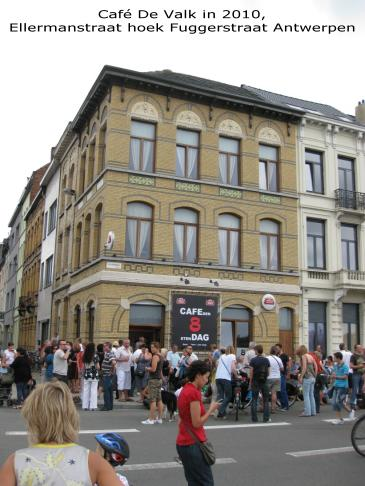 Café De Valk in 2010,
Ellermanstraat hoek Fuggerstraat Antwerpen
CAFE
8
DAG